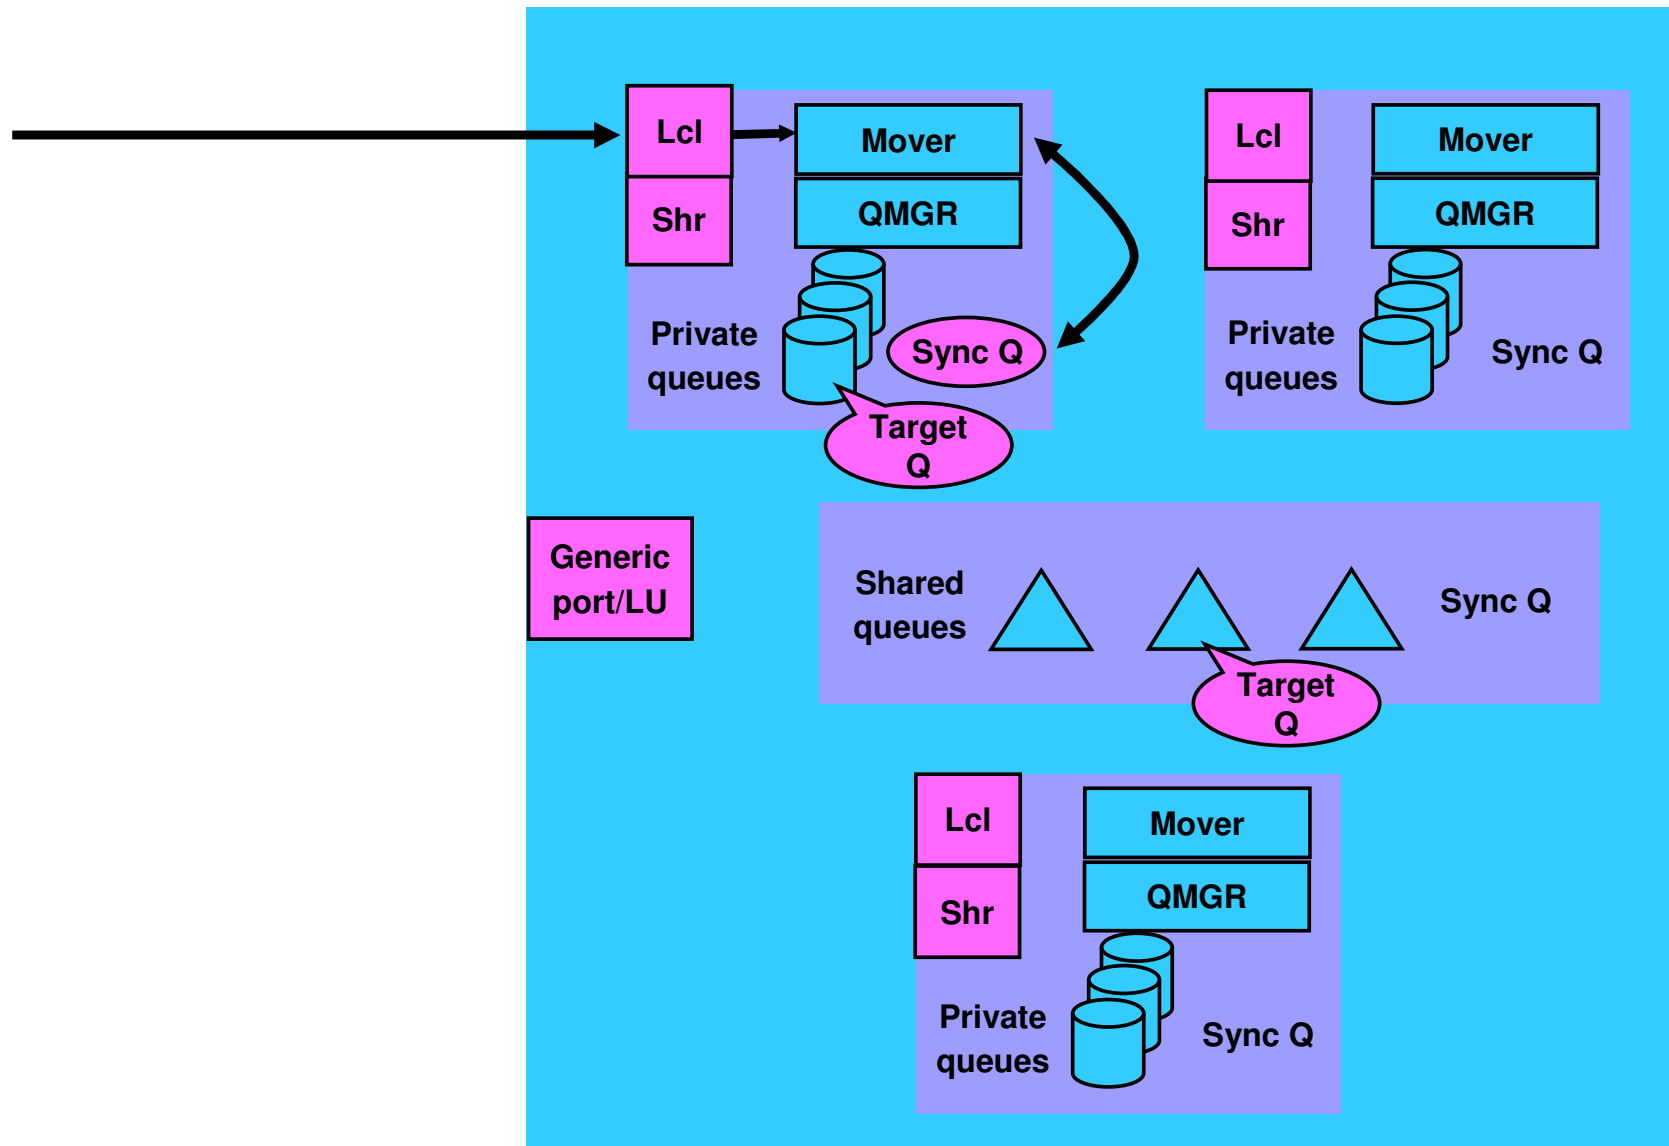 Lcl
Mover
Shr
QMGR
Private
queues
Sync Q
Target
Q
Lcl
Mover
Shr
QMGR
Private
queues
Sync Q
Generic
port/LU
Shared
queues
Sync Q
Target
Q
Lcl
Mover
Shr
QMGR
Private
queues
Sync Q